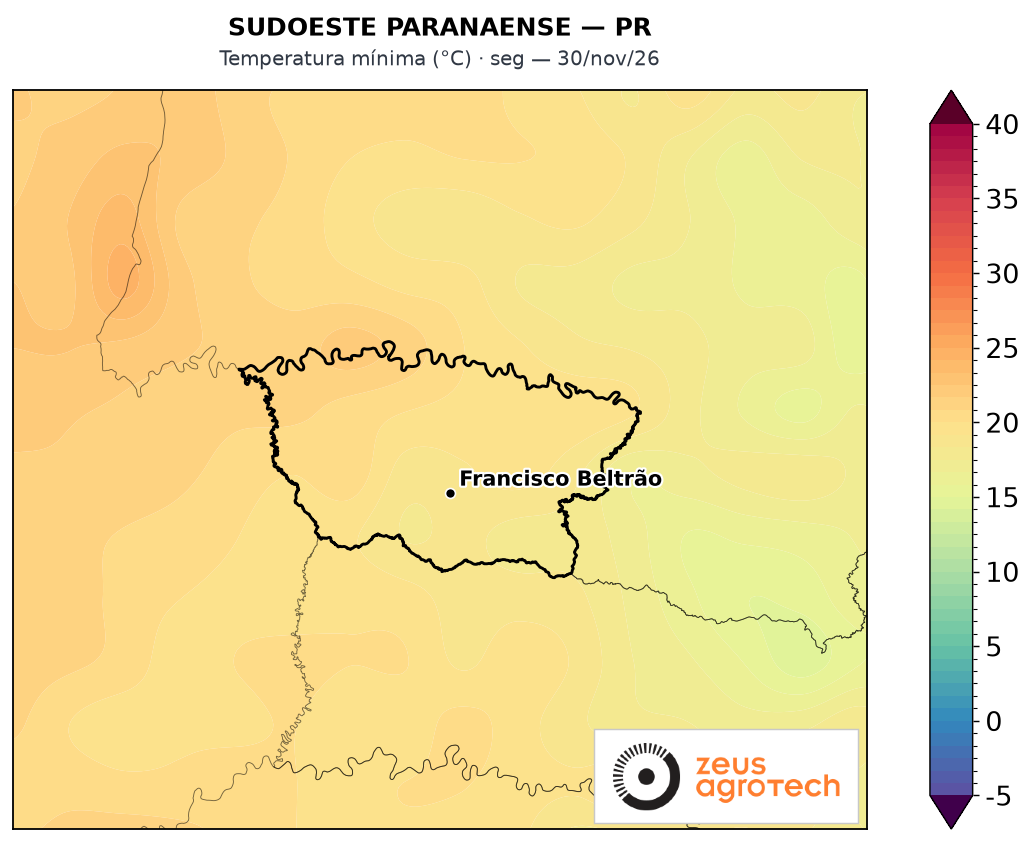 SUDOESTE PARANAENSE — PR
Temperatura mínima (°C) · seg — 30/nov/26
40
35
30
25
20
15
10
5
0
-5
Francisco Beltrão
zeus
agrotech